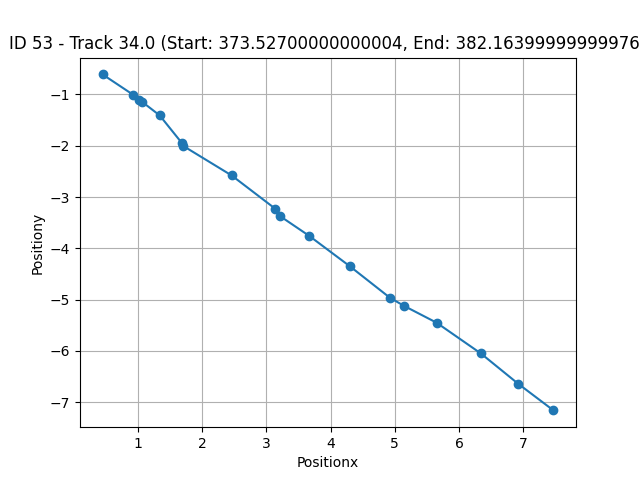 ID 53 - Track 34.0 (Start: 373.52700000000004, End: 382.16399999999976
-1
-2
-3
-4
-5
-6
-7
Positiony
1 2 3 4 5 6 7
Positionx